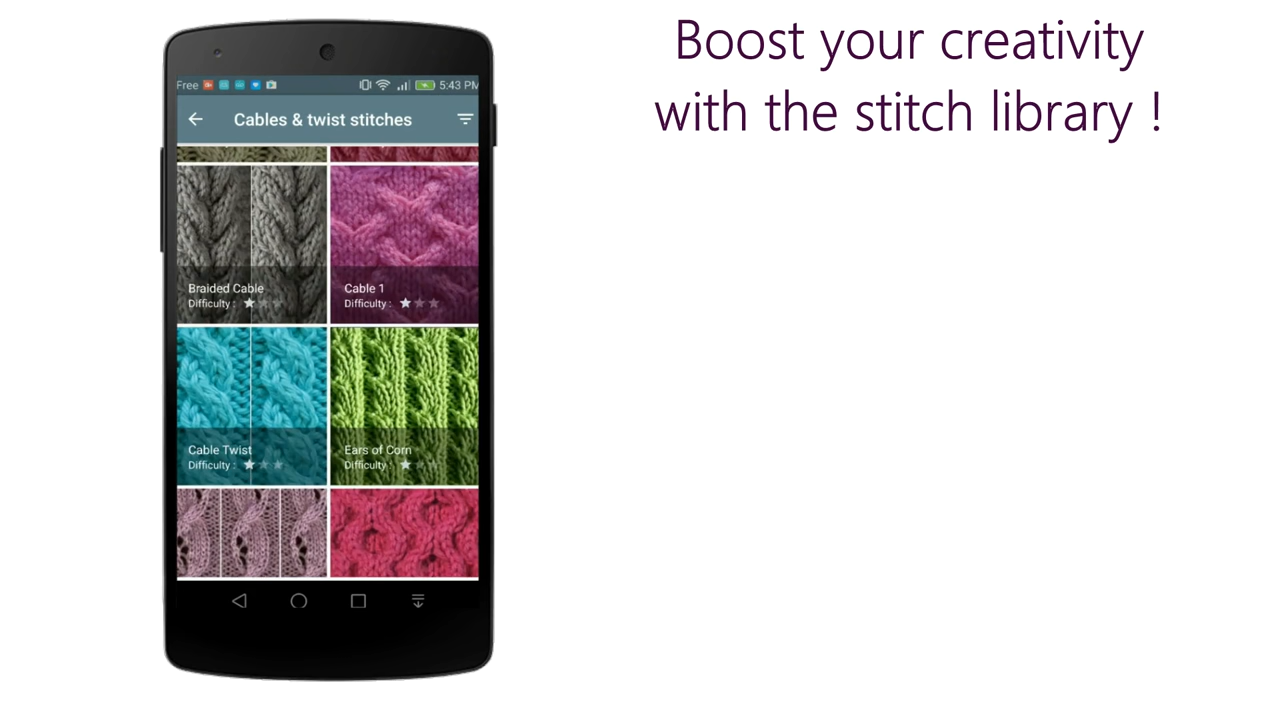 Boost your creativity
with the stitch library !
Free 5:43 PM
Cables & twist stitches
Braided Cable
Difficulty :
Cable 1
Difficulty :
Cable Twist
Difficulty :
Ears of Corn
Difficulty :